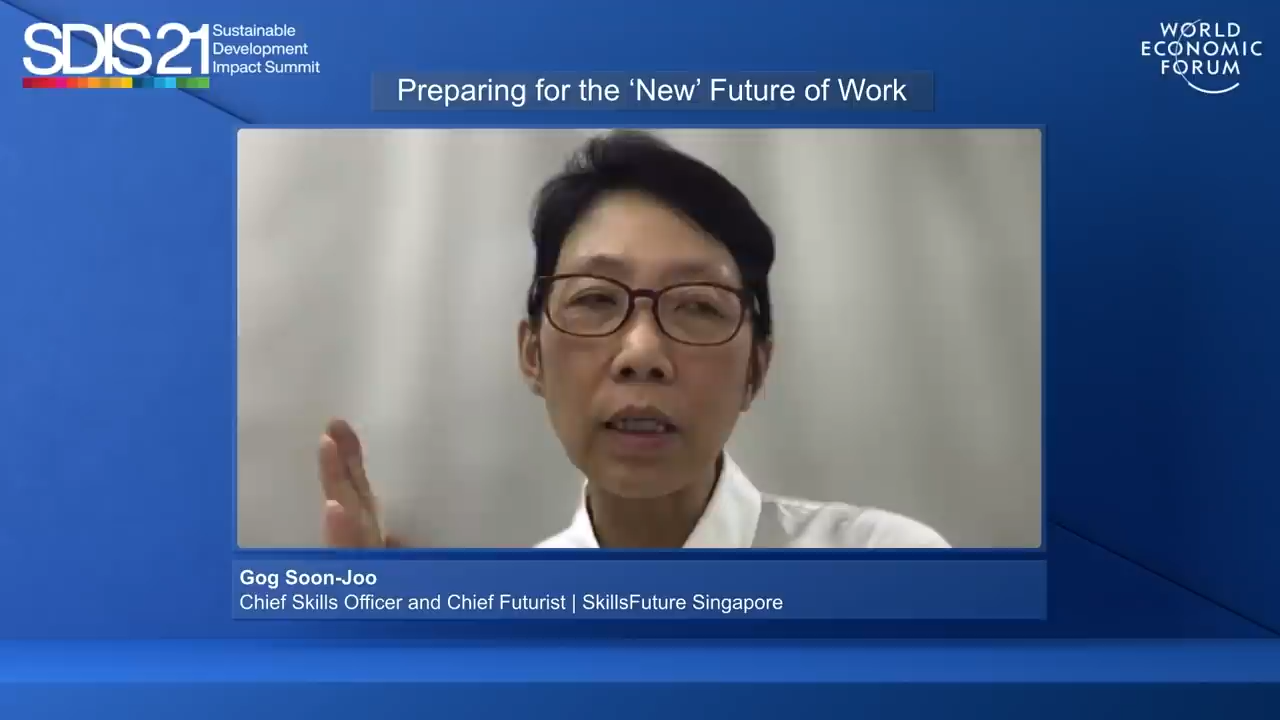 SDIS21
Sustainable
Development
Impact Summit
WORLD
ECONOMIC
FORUM
Preparing for the ‘New’ Future of Work
Gog Soon-Joo
Chief Skills Officer and Chief Futurist | SkillsFuture Singapore